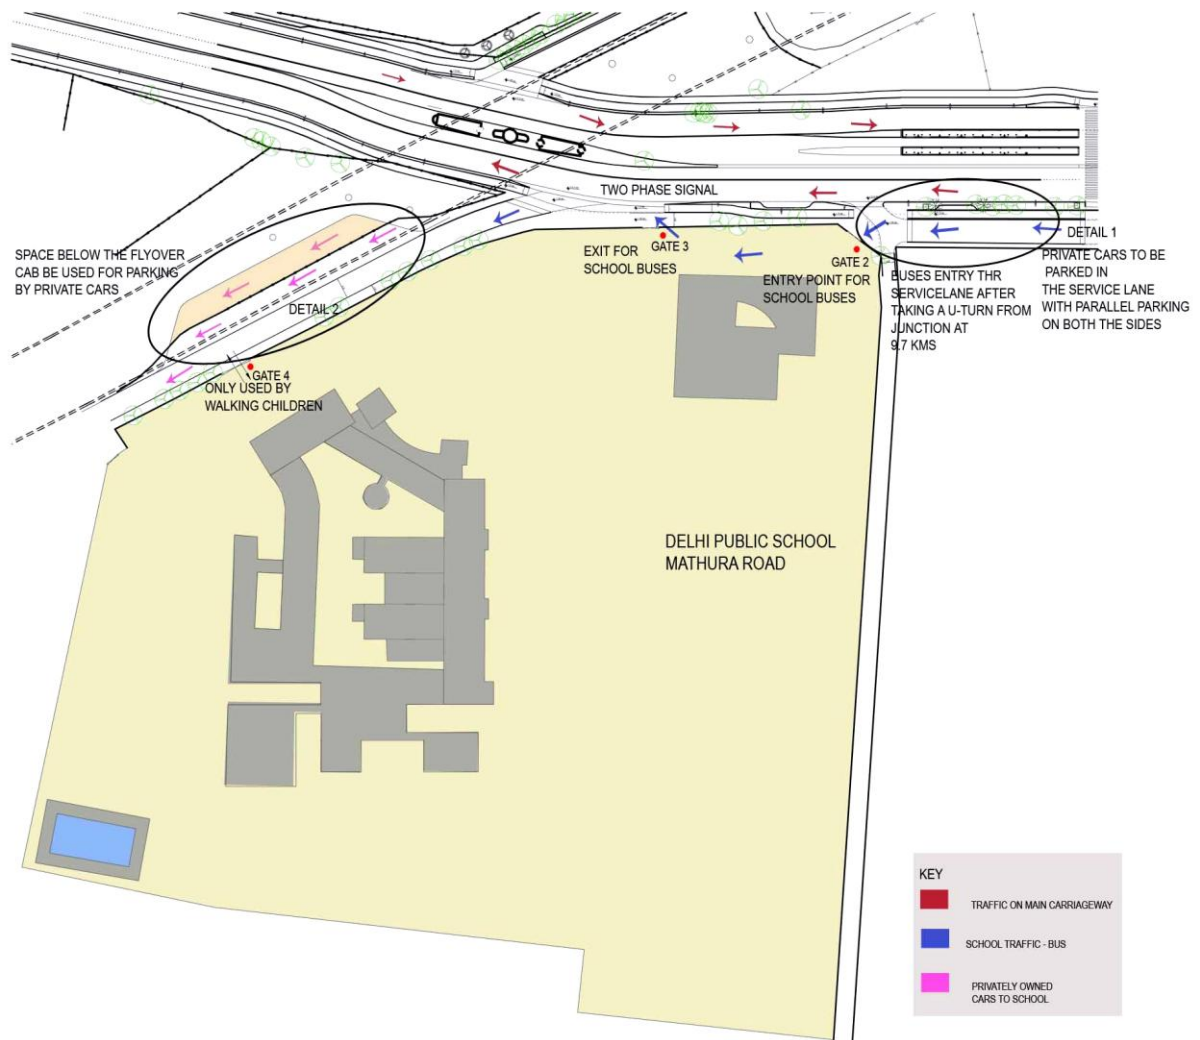 TWO PHASE SIGNAL
SPACE BELOW THE FLYOVER
CAB BE USED FOR PARKING
BY PRIVATE CARS
DETAIL 2
GATE 4
ONLY USED BY
WALKING CHILDREN
EXIT FOR
SCHOOL BUSES
GATE 3
GATE 2
ENTRY POINT FOR
SCHOOL BUSES
BUSES ENTRY THR
SERVICELANE AFTER
TAKING A U-TURN FROM
JUNCTION AT
9.7 KMS
DETAIL 1
PRIVATE CARS TO BE
PARKED IN
THE SERVICE LANE
WITH PARALLEL PARKING
ON BOTH THE SIDES
DELHI PUBLIC SCHOOL
MATHURA ROAD
KEY
TRAFFIC ON MAIN CARRIAGEWAY
SCHOOL TRAFFIC - BUS
PRIVATELY OWNED
CARS TO SCHOOL